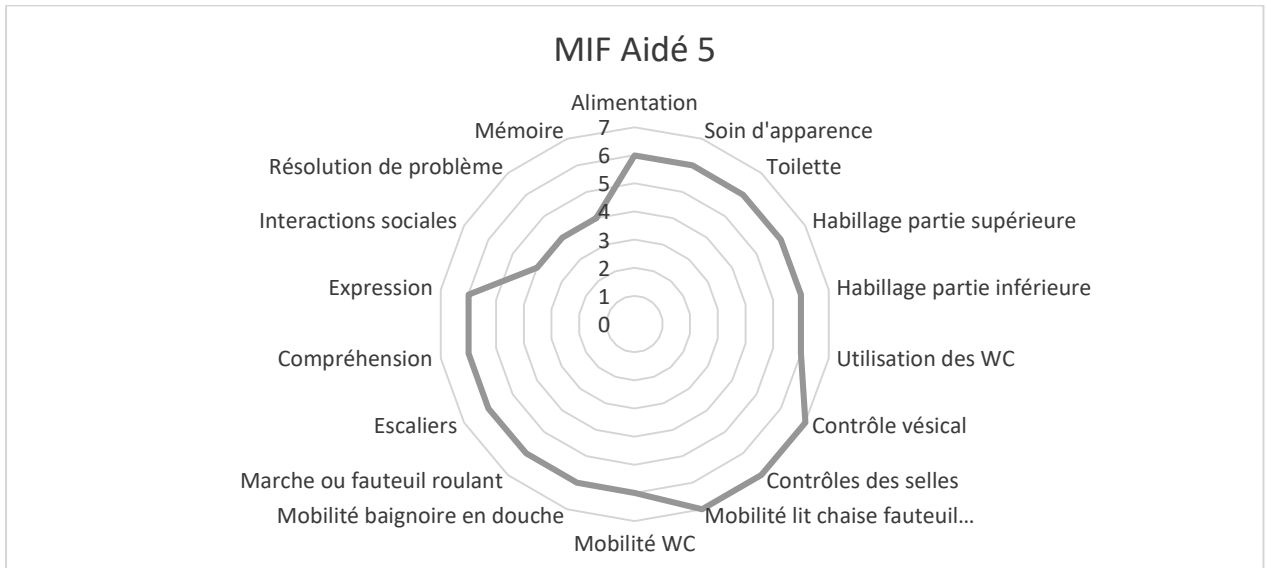 MIF Aidé 5
Alimentation
Soin d'apparence
Toilette
Habillage partie supérieure
Habillage partie inférieure
Utilisation des WC
Contrôle vésical
Contrôles des selles
Mobilité lit chaise fauteuil…
Mobilité WC
Mobilité baignoire en douche
Marche ou fauteuil roulant
Escaliers
Compréhension
Expression
Interactions sociales
Résolution de problème
Mémoire
7
6
5
4
3
2
1
0